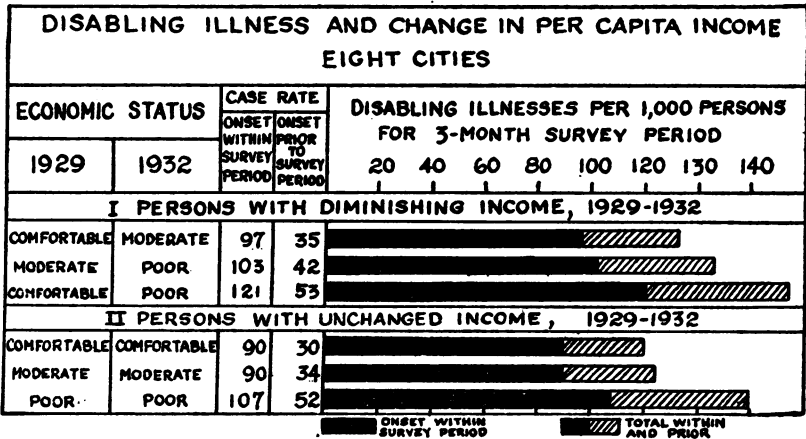 DISABLING ILLNESS AND CHANGE IN PER CAPITA INCOME
EIGHT CITIES
ECONOMIC STATUS
1929 1932
CASE RATE
ONSET WITHIN SURVEY PERIOD
ONSET PRIOR TO SURVEY PERIOD
DISABLING ILLNESSES PER 1,000 PERSONS
FOR 3-MONTH SURVEY PERIOD
20 40 60 80 100 120 130 140
I PERSONS WITH DIMINISHING INCOME, 1929-1932
COMFORTABLE MODERATE 97 35
MODERATE POOR 103 42
COMFORTABLE POOR 121 53
II PERSONS WITH UNCHANGED INCOME, 1929-1932
COMFORTABLE COMFORTABLE 90 30
MODERATE MODERATE 90 34
POOR POOR 107 52
ONSET WITHIN
SURVEY PERIOD
TOTAL WITHIN
AND PRIOR